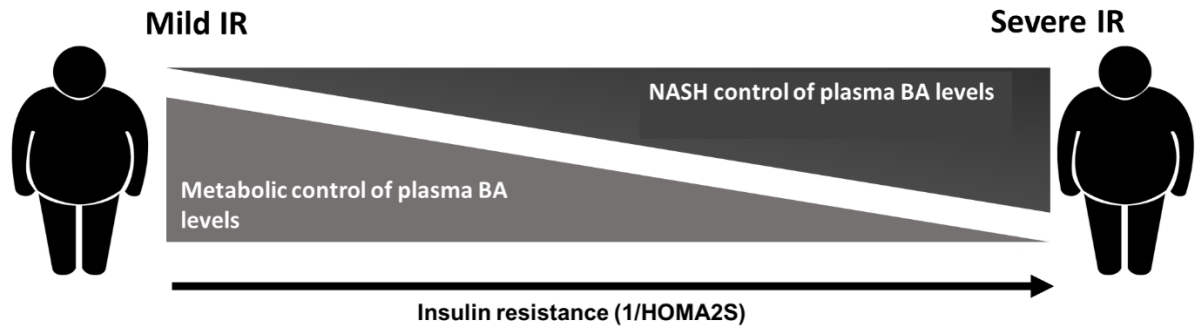 Mild IR
Severe IR
NASH control of plasma BA levels
Metabolic control of plasma BA
levels
Insulin resistance (1/HOMA2S)